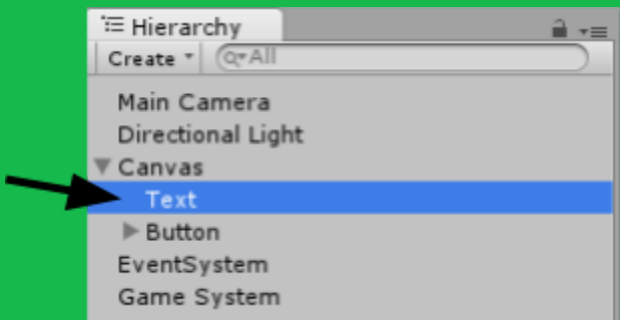 Hierarchy
Create All
Main Camera
Directional Light
Canvas
Text
Button
EventSystem
Game System